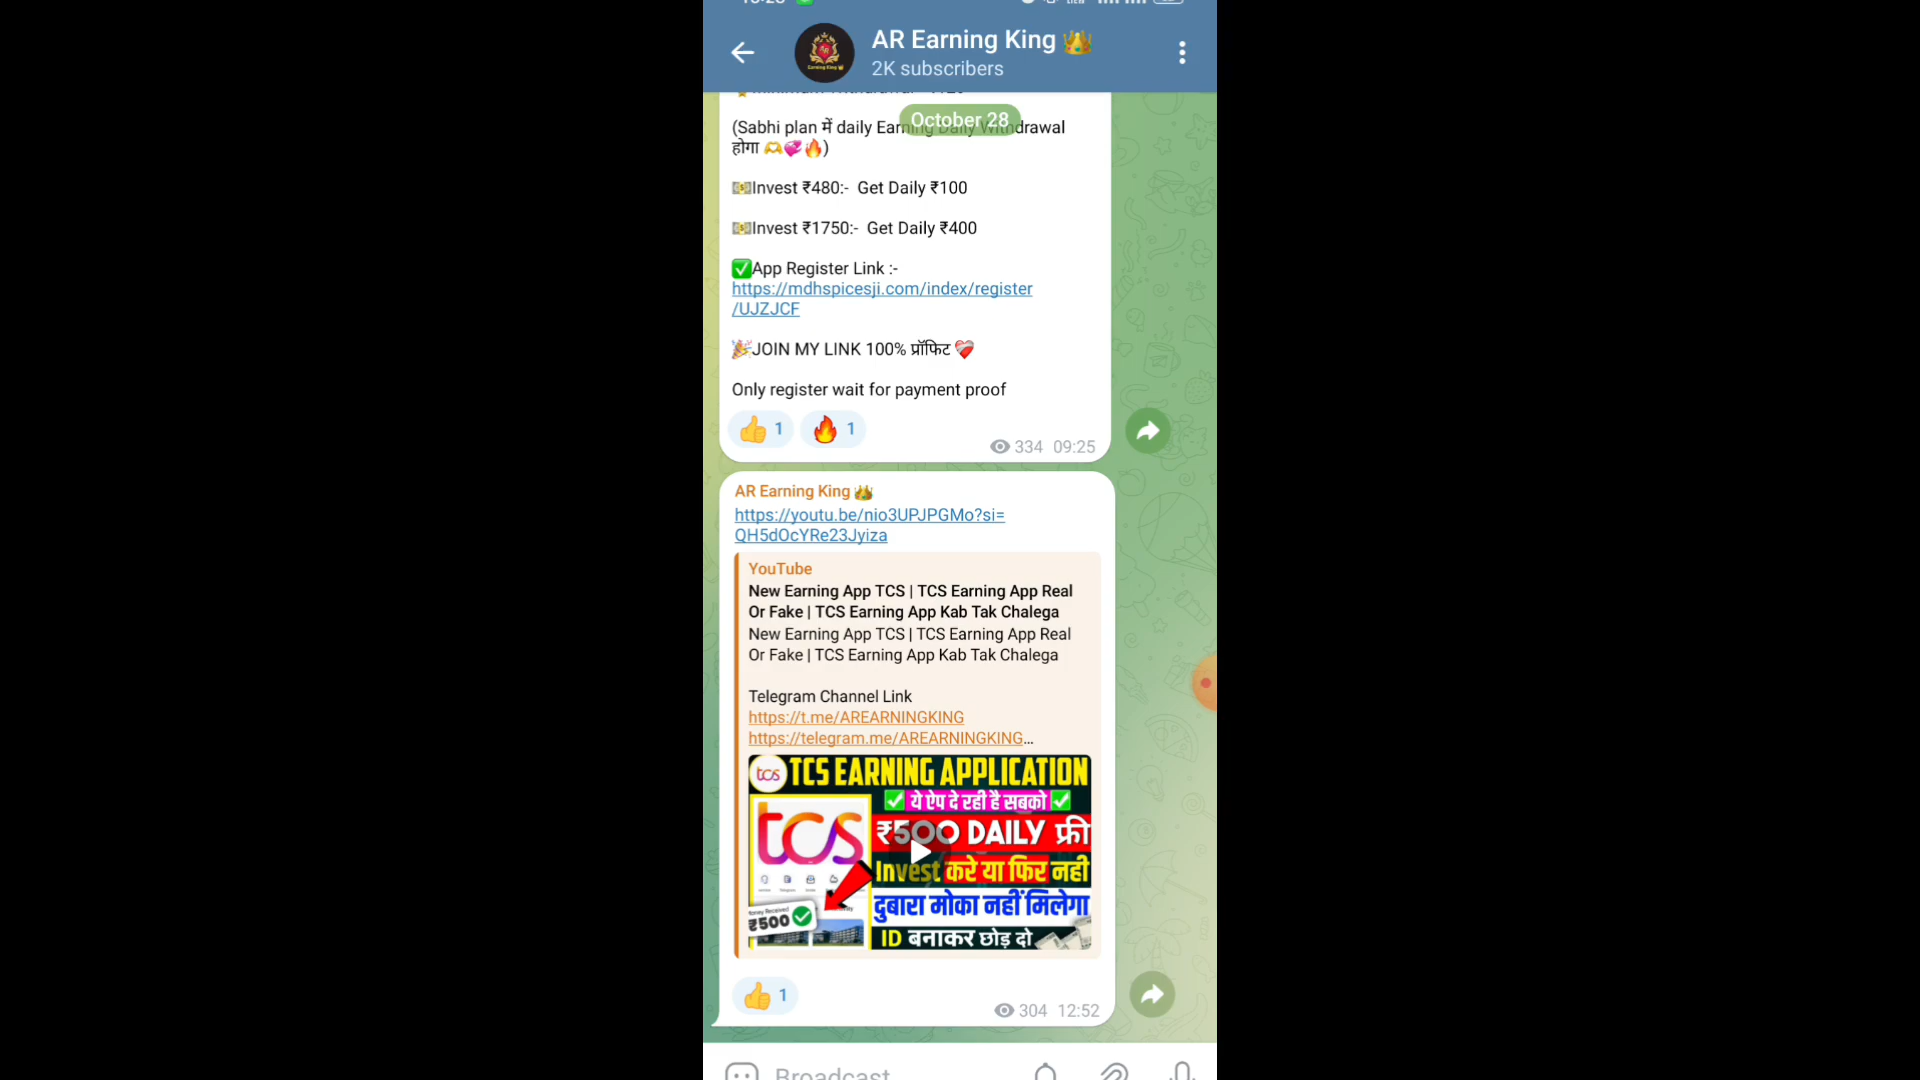 AR Earning King
2K subscribers
October 28
(Sabhi plan में daily Earning Daily Withdrawal
होगा)
Invest ₹480:- Get Daily ₹100
Invest ₹1750:- Get Daily ₹400
App Register Link :-
https://mdhspicesji.com/index/register
/UJZJCF
JOIN MY LINK 100% प्रॉफिट
Only register wait for payment proof
1 1
334 09:25
AR Earning King
https://youtu.be/nio3UPJPGMo?si=
QH5dOcYRe23Jyiza
YouTube
New Earning App TCS | TCS Earning App Real
Or Fake | TCS Earning App Kab Tak Chalega
New Earning App TCS | TCS Earning App Real
Or Fake | TCS Earning App Kab Tak Chalega
Telegram Channel Link
https://t.me/AREARNINGKING
https://telegram.me/AREARNINGKING...
tcs TCS EARNING APPLICATION
ये ऐप दे रही है सबको
tcs
₹500 DAILY फ्री
Invest करे या फिर नही
दुबारा मोका नहीं मिलेगा
₹500
ID बनाकर छोड़ दो
1
304 12:52
Broadcast